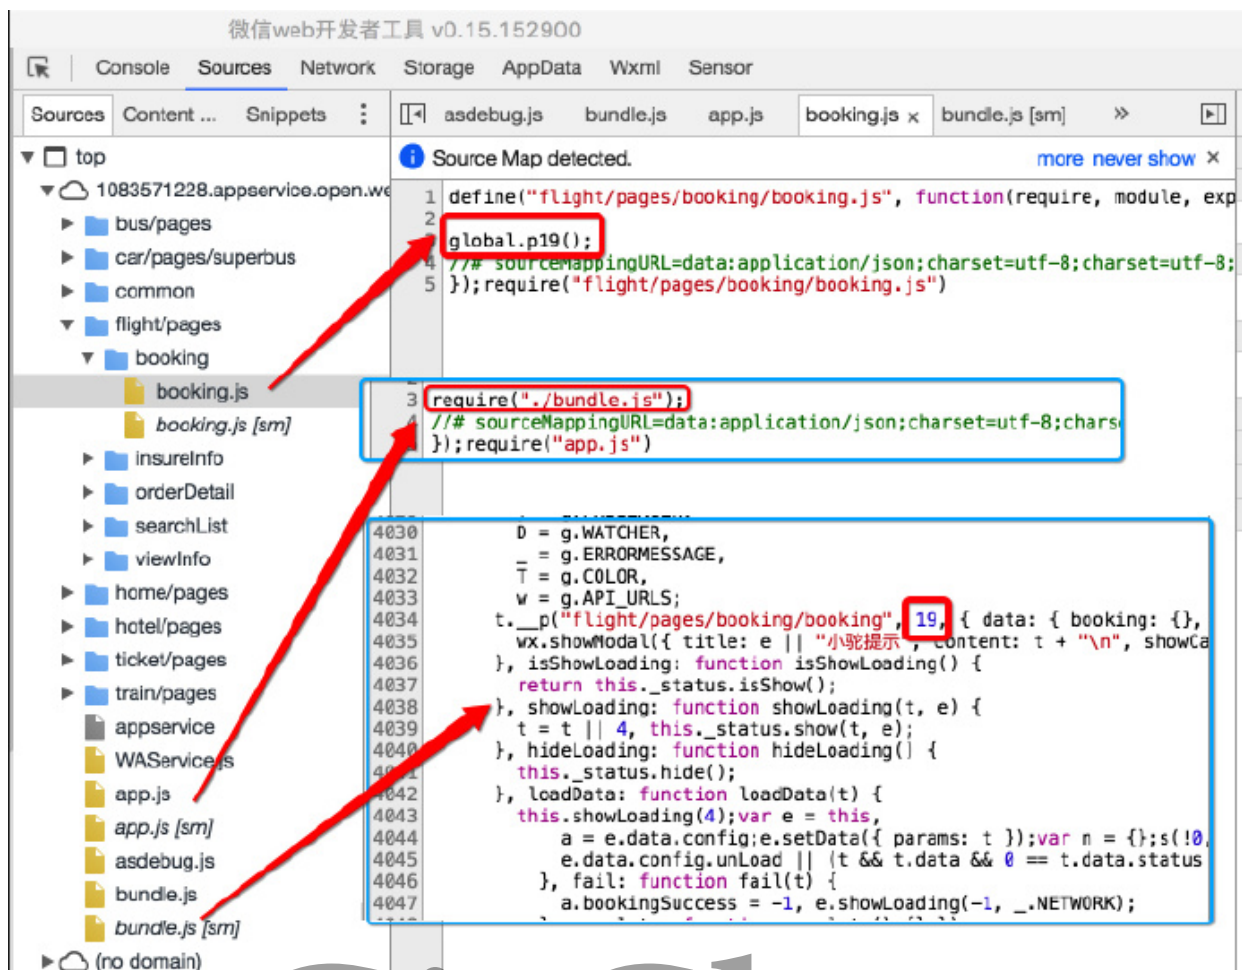 微信web开发者工具 v0.15.152900
Console Sources Network Storage AppData Wxml Sensor
Sources Content ... Snippets
asdebug.js bundle.js app.js booking.js × bundle.js [sm] »
Source Map detected. more never show ×
top
1083571228.appservice.open.we
bus/pages
car/pages/superbus
common
flight/pages
booking
booking.js
booking.js [sm]
insureInfo
orderDetail
searchList
viewInfo
home/pages
hotel/pages
ticket/pages
train/pages
appservice
WAService.js
app.js
app.js [sm]
asdebug.js
bundle.js
bundle.js [sm]
(no domain)
1 define("flight/pages/booking/booking.js", function(require, module, exp
2
global.p19();
4 //# sourceMappingURL=data:application/json;charset=utf-8;charset=utf-8;
5 });require("flight/pages/booking/booking.js")
3 require("./bundle.js");
4 //# sourceMappingURL=data:application/json;charset=utf-8;chars
});require("app.js")
4030 D = g.WATCHER,
4031 _ = g.ERRORMESSAGE,
4032 T = g.COLOR,
4033 w = g.API_URLS;
4034 t.__p("flight/pages/booking/booking", 19, { data: { booking: {},
4035 wx.showModal({ title: e || "小驼提示", content: t + "\n", showCa
4036 }, isShowLoading: function isShowLoading() {
4037 return this._status.isShow();
4038 }, showLoading: function showLoading(t, e) {
4039 t = t || 4, this._status.show(t, e);
4040 }, hideLoading: function hideLoading() {
4041 this._status.hide();
4042 }, loadData: function loadData(t) {
4043 this.showLoading(4);var e = this,
4044 a = e.data.config;e.setData({ params: t });var n = {};s(!0,
4045 e.data.config.unLoad || (t && t.data && 0 == t.data.status
4046 }, fail: function fail(t) {
4047 a.bookingSuccess = -1, e.showLoading(-1, _.NETWORK);